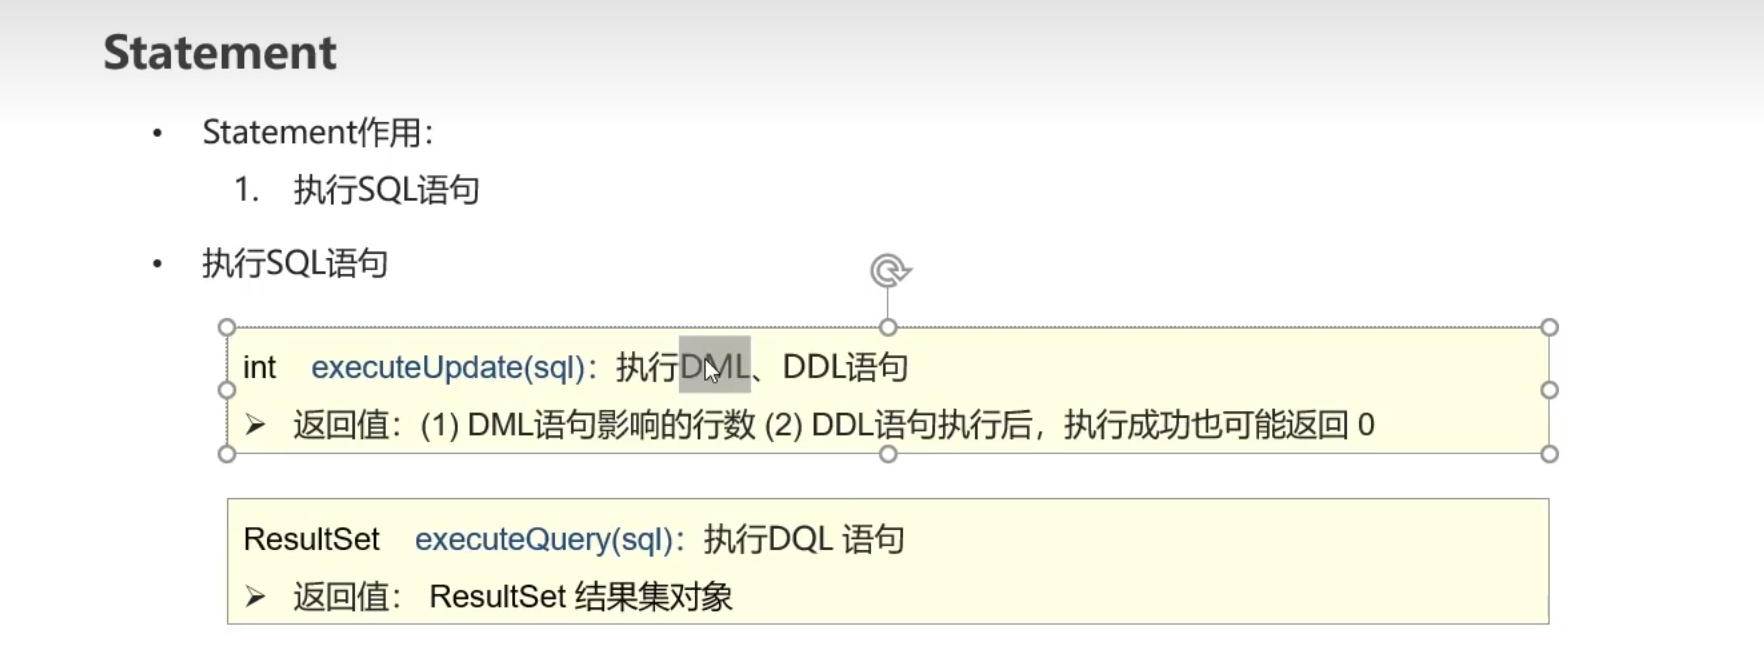 Statement
• Statement作用：
1. 执行SQL语句
• 执行SQL语句
int executeUpdate(sql)：执行DML、DDL语句
➢ 返回值：(1) DML语句影响的行数 (2) DDL语句执行后，执行成功也可能返回 0
ResultSet executeQuery(sql)：执行DQL 语句
➢ 返回值： ResultSet 结果集对象